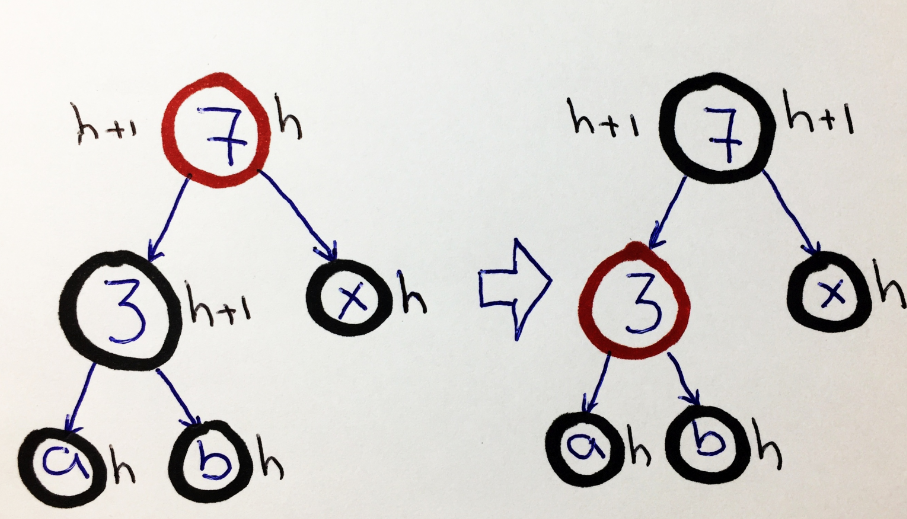 h+1 7 h
3 h+1 x h
a h b h
h+1 7 h+1
3 x h
a h b h